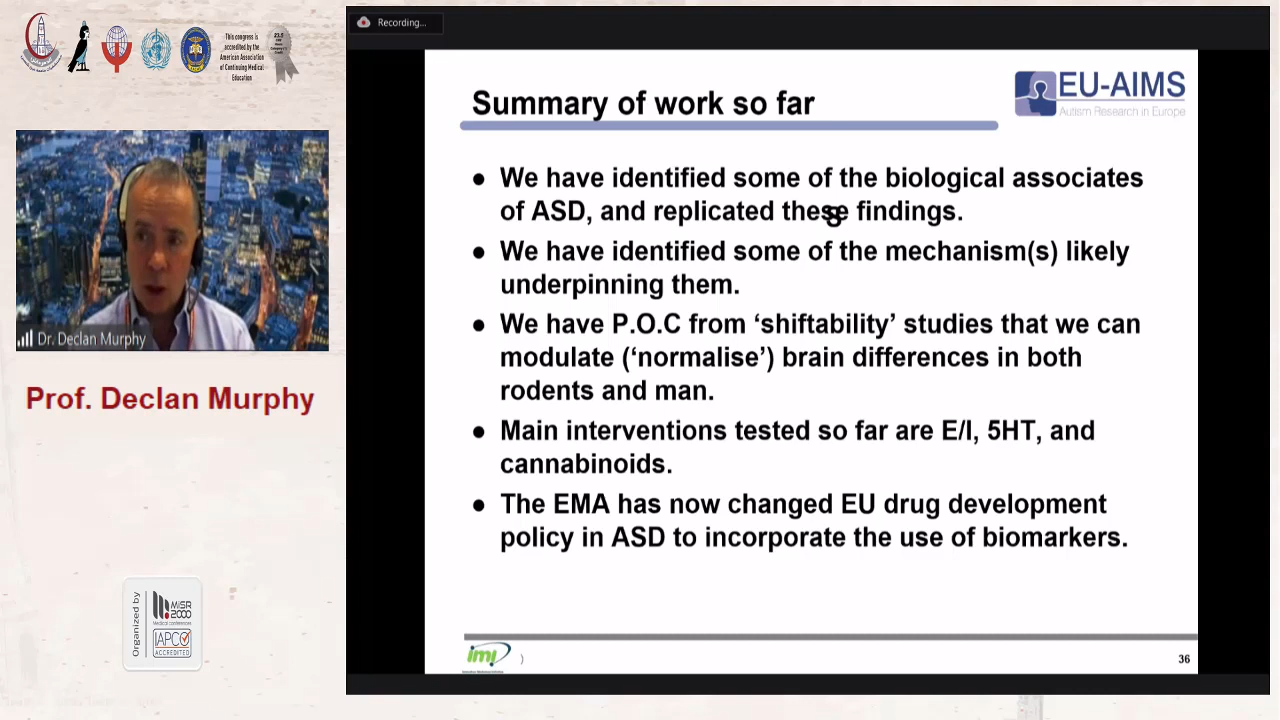 This congress is
accredited by the
American Association
of Continuing Medical
Education
Recording...
Summary of work so far
EU-AIMS
Autism Research in Europe
● We have identified some of the biological associates
of ASD, and replicated these findings.
● We have identified some of the mechanism(s) likely
underpinning them.
● We have P.O.C from ‘shiftability’ studies that we can
modulate (‘normalise’) brain differences in both
rodents and man.
● Main interventions tested so far are E/I, 5HT, and
cannabinoids.
● The EMA has now changed EU drug development
policy in ASD to incorporate the use of biomarkers.
imi
)
36
Dr. Declan Murphy
Prof. Declan Murphy
Organized by
MISR
2000
Medical conferences
IAPCO
ACCREDITED